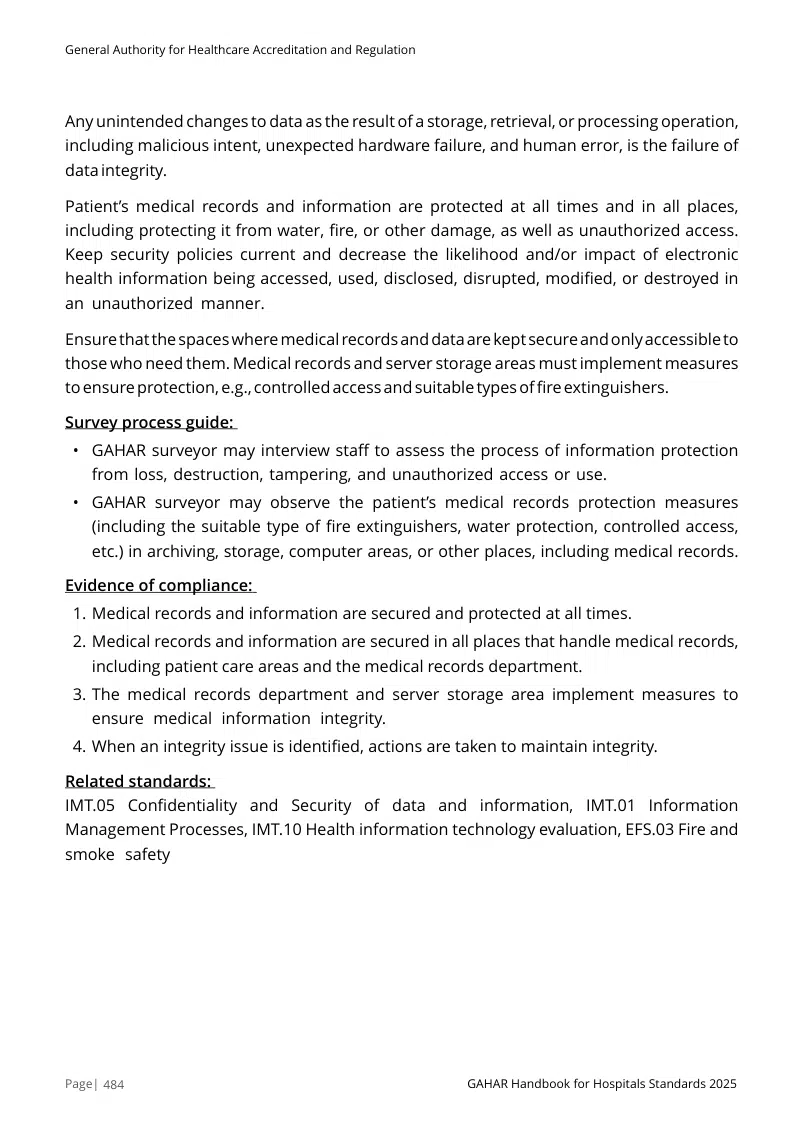 General Authority for Healthcare Accreditation and Regulation
Any unintended changes to data as the result of a storage, retrieval, or processing operation,
including malicious intent, unexpected hardware failure, and human error, is the failure of
data integrity.
Patient’s medical records and information are protected at all times and in all places,
including protecting it from water, fire, or other damage, as well as unauthorized access.
Keep security policies current and decrease the likelihood and/or impact of electronic
health information being accessed, used, disclosed, disrupted, modified, or destroyed in
an unauthorized manner.
Ensure that the spaces where medical records and data are kept secure and only accessible to
those who need them. Medical records and server storage areas must implement measures
to ensure protection, e.g., controlled access and suitable types of fire extinguishers.
Survey process guide:
• GAHAR surveyor may interview staff to assess the process of information protection
from loss, destruction, tampering, and unauthorized access or use.
• GAHAR surveyor may observe the patient’s medical records protection measures
(including the suitable type of fire extinguishers, water protection, controlled access,
etc.) in archiving, storage, computer areas, or other places, including medical records.
Evidence of compliance:
1. Medical records and information are secured and protected at all times.
2. Medical records and information are secured in all places that handle medical records,
including patient care areas and the medical records department.
3. The medical records department and server storage area implement measures to
ensure medical information integrity.
4. When an integrity issue is identified, actions are taken to maintain integrity.
Related standards:
IMT.05 Confidentiality and Security of data and information, IMT.01 Information
Management Processes, IMT.10 Health information technology evaluation, EFS.03 Fire and
smoke safety
Page| 484
GAHAR Handbook for Hospitals Standards 2025